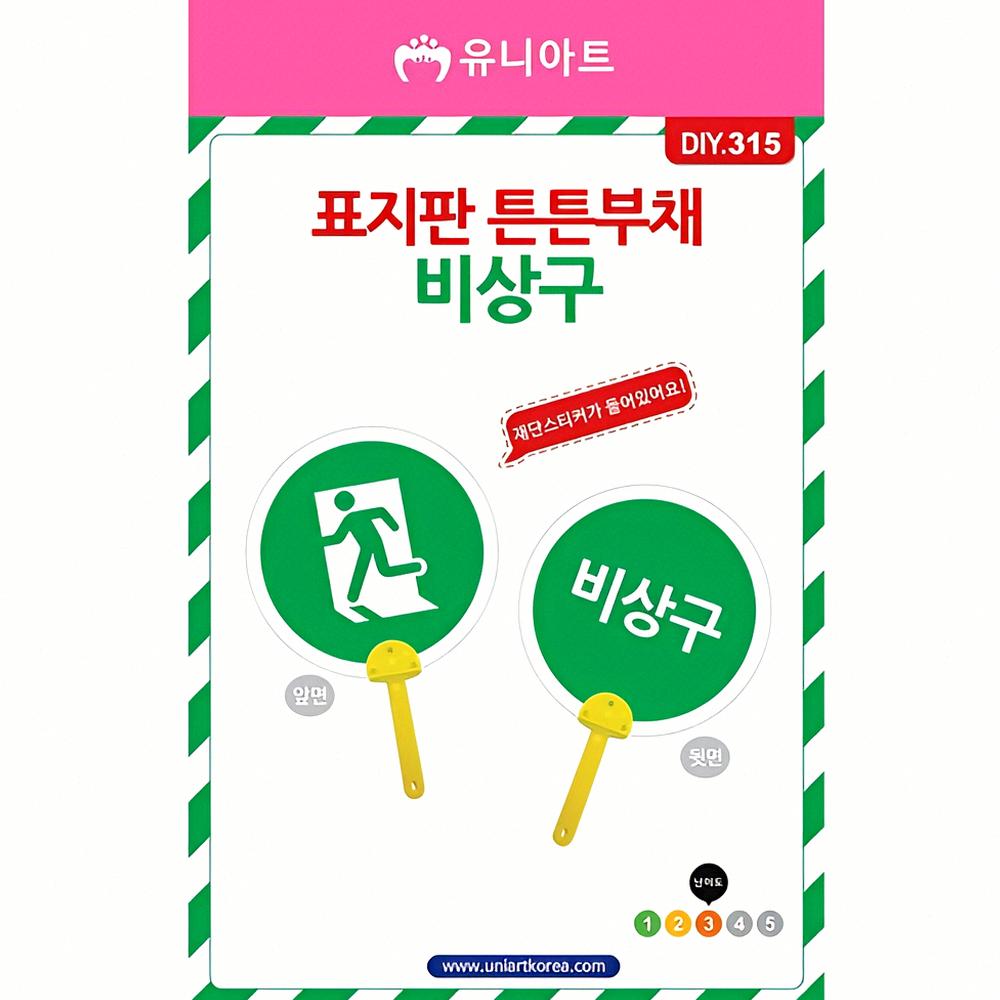 유니아트
DIY.315
표지판 튼튼부채
비상구
재단스티커가 들어있어요!
비상구
앞면
뒷면
난이도
1 2 3 4 5
www.uniartkorea.com